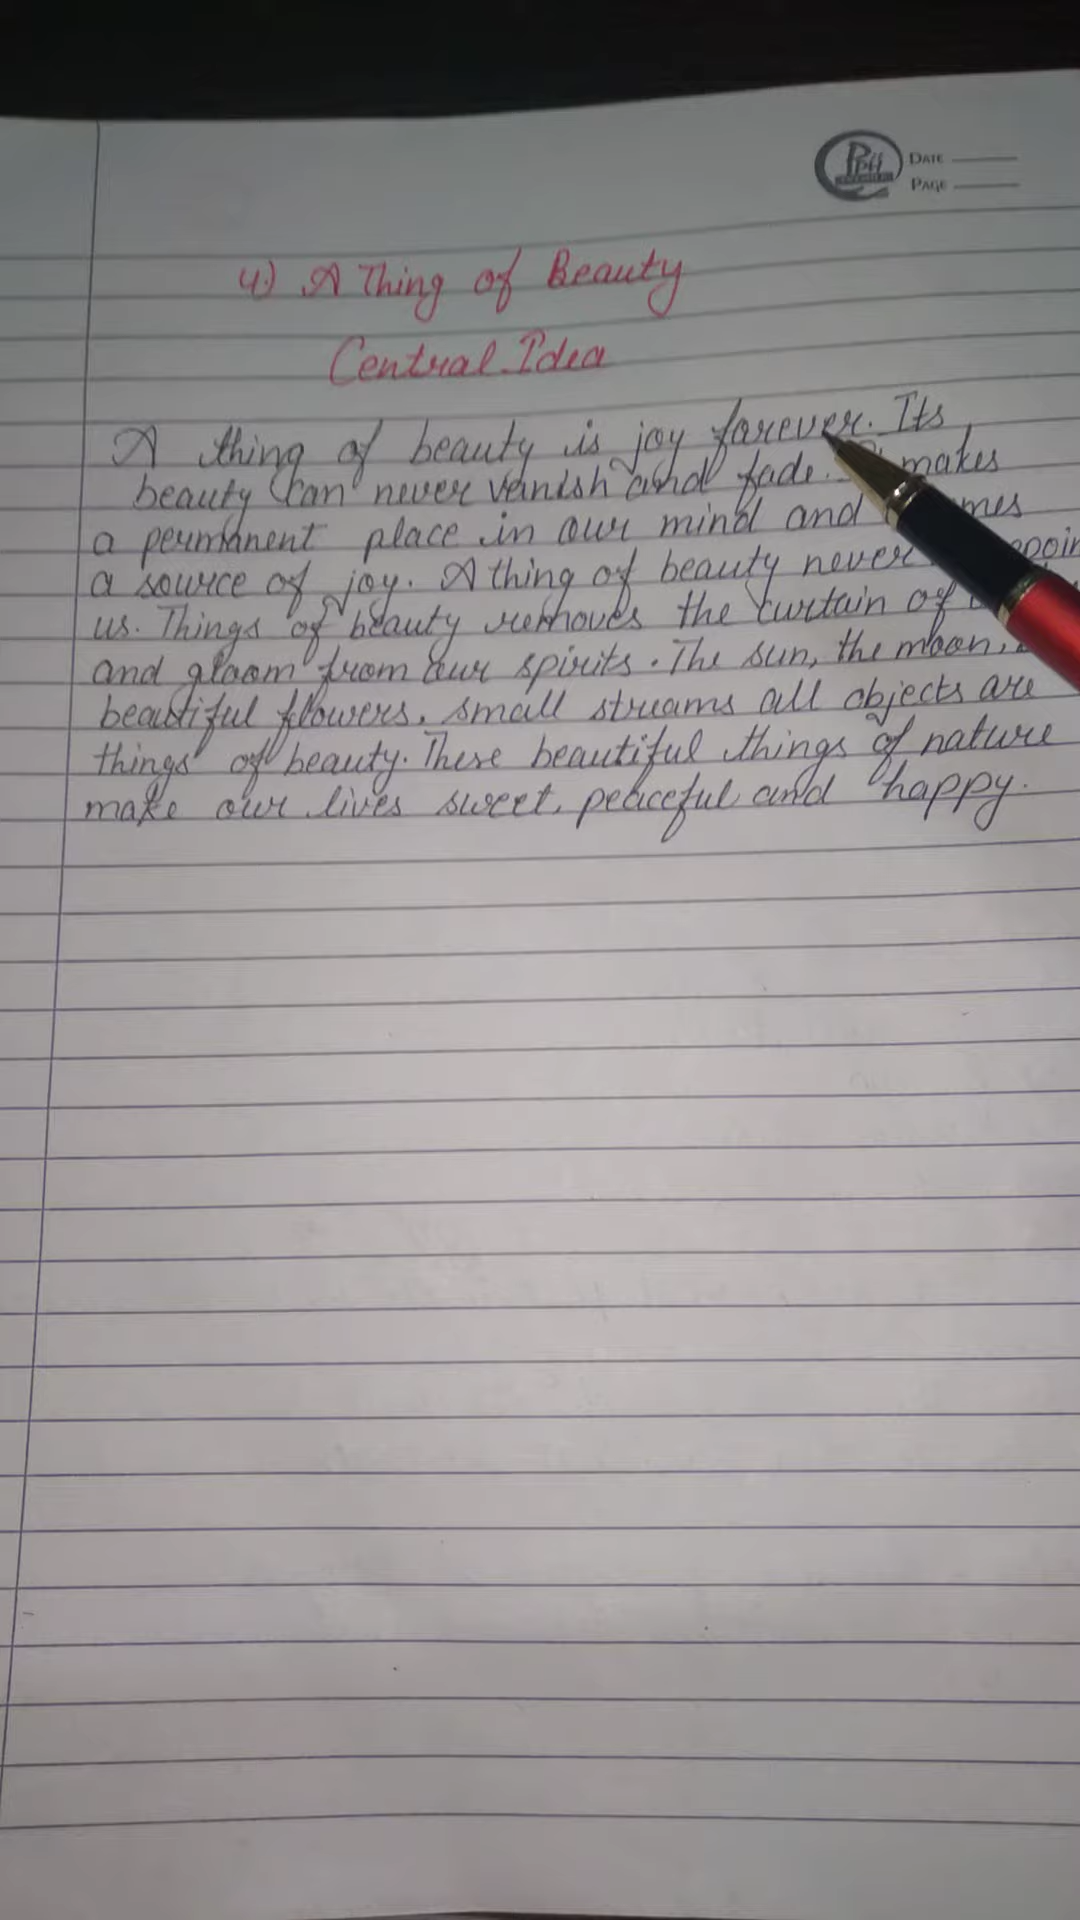 PpH DATE
PAGE
4) A Thing of Beauty
Central Idea
A thing of beauty is joy forever. Its
beauty can never vanish and fade. makes
a permanent place in our mind and
a source of joy. A thing of beauty never
us. Things of beauty removes the curtain of
and gloom from our spirits. The sun, the moon,
beautiful flowers, small streams all objects are
things of beauty. These beautiful things of nature
make our lives sweet, peaceful and happy.